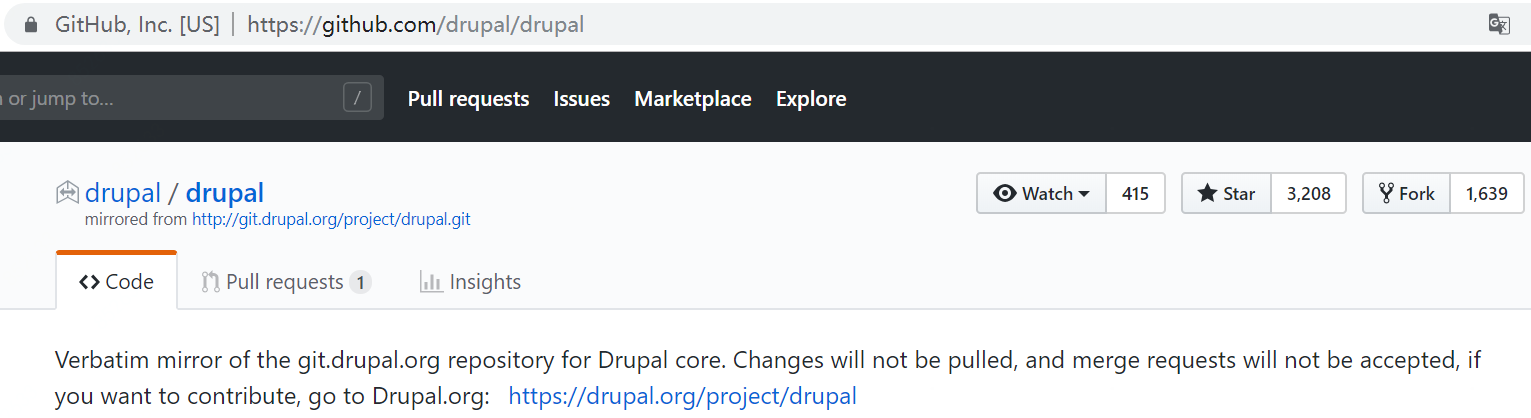 GitHub, Inc. [US] | https://github.com/drupal/drupal
or jump to... / Pull requests Issues Marketplace Explore
drupal / drupal Watch 415 Star 3,208 Fork 1,639
mirrored from http://git.drupal.org/project/drupal.git
Code Pull requests 1 Insights
Verbatim mirror of the git.drupal.org repository for Drupal core. Changes will not be pulled, and merge requests will not be accepted, if
you want to contribute, go to Drupal.org: https://drupal.org/project/drupal